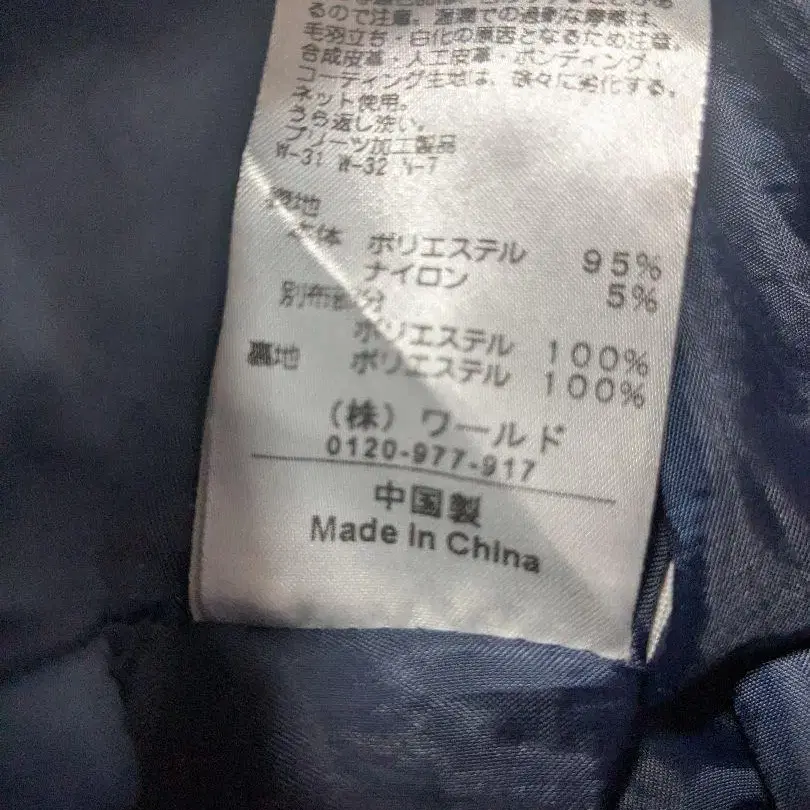 るので注意。湿潤での過激な摩擦は、
毛羽立ち・白化の原因となるため注意。
合成皮革・人工皮革・ボンディング・
コーティング生地は、徐々に劣化する。
ネット使用。
うら返し洗い。
プリーツ加工製品
W-31 W-32 N-7
表地
本体 ポリエステル 95%
ナイロン 5%
別布部分
ポリエステル 100%
裏地 ポリエステル 100%
(株) ワールド
0120-977-917
中国製
Made in China